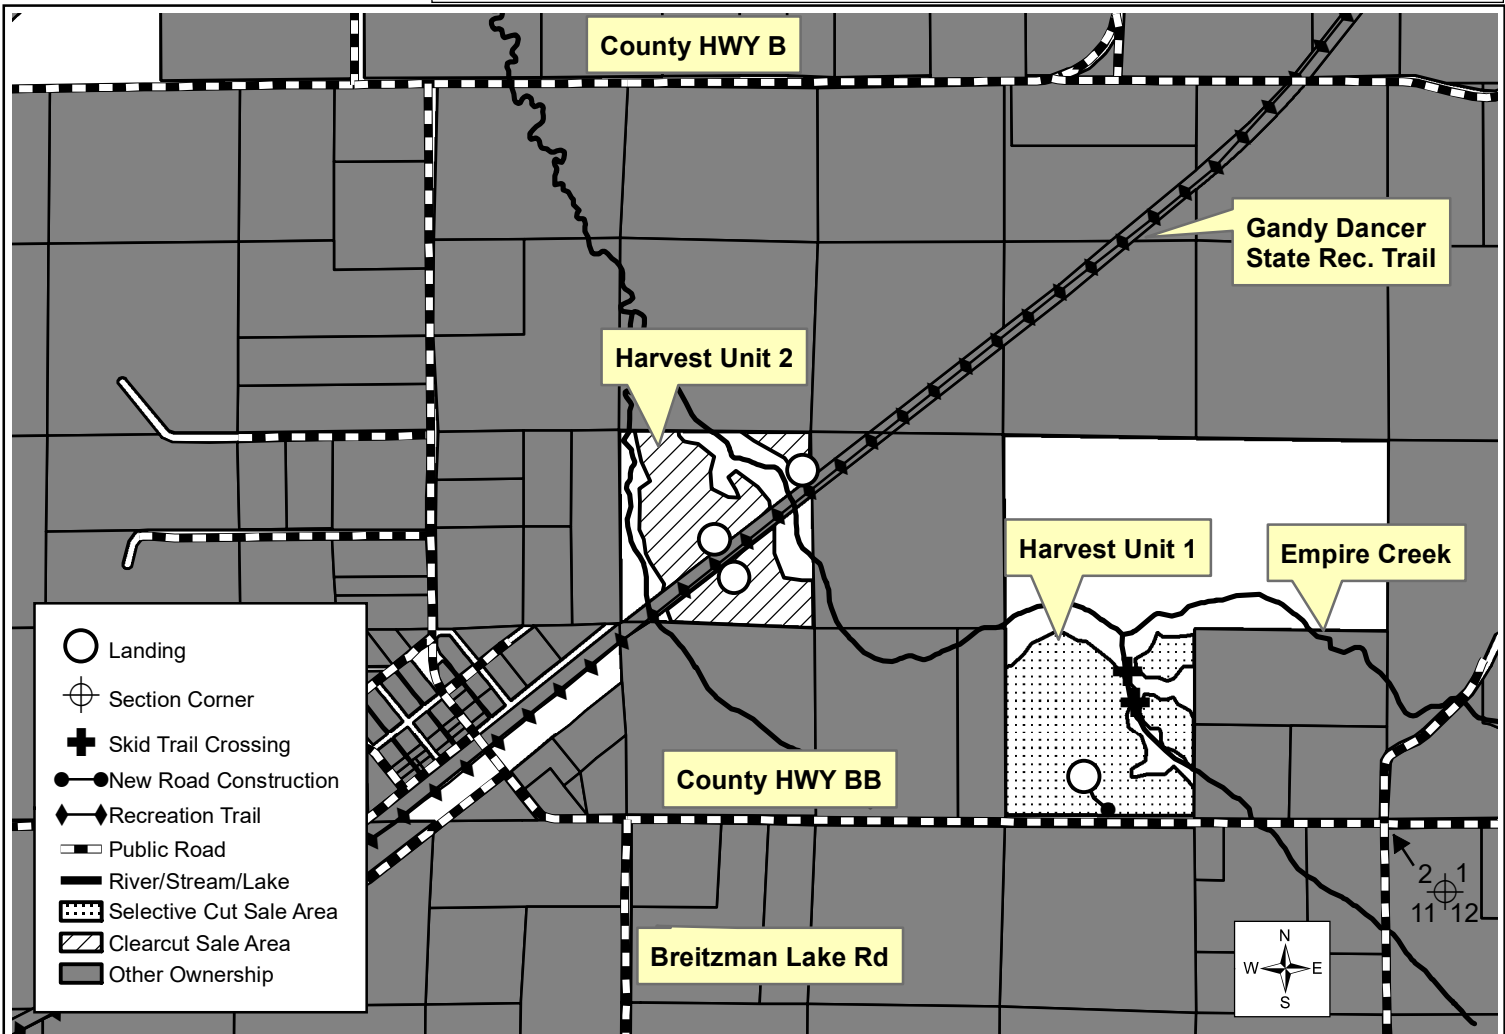 County HWY B
Gandy Dancer
State Rec. Trail
Harvest Unit 2
Harvest Unit 1
Empire Creek
Landing
Section Corner
Skid Trail Crossing
New Road Construction
Recreation Trail
Public Road
River/Stream/Lake
Selective Cut Sale Area
Clearcut Sale Area
Other Ownership
County HWY BB
2 1
11 12
Breitzman Lake Rd
N
W E
S